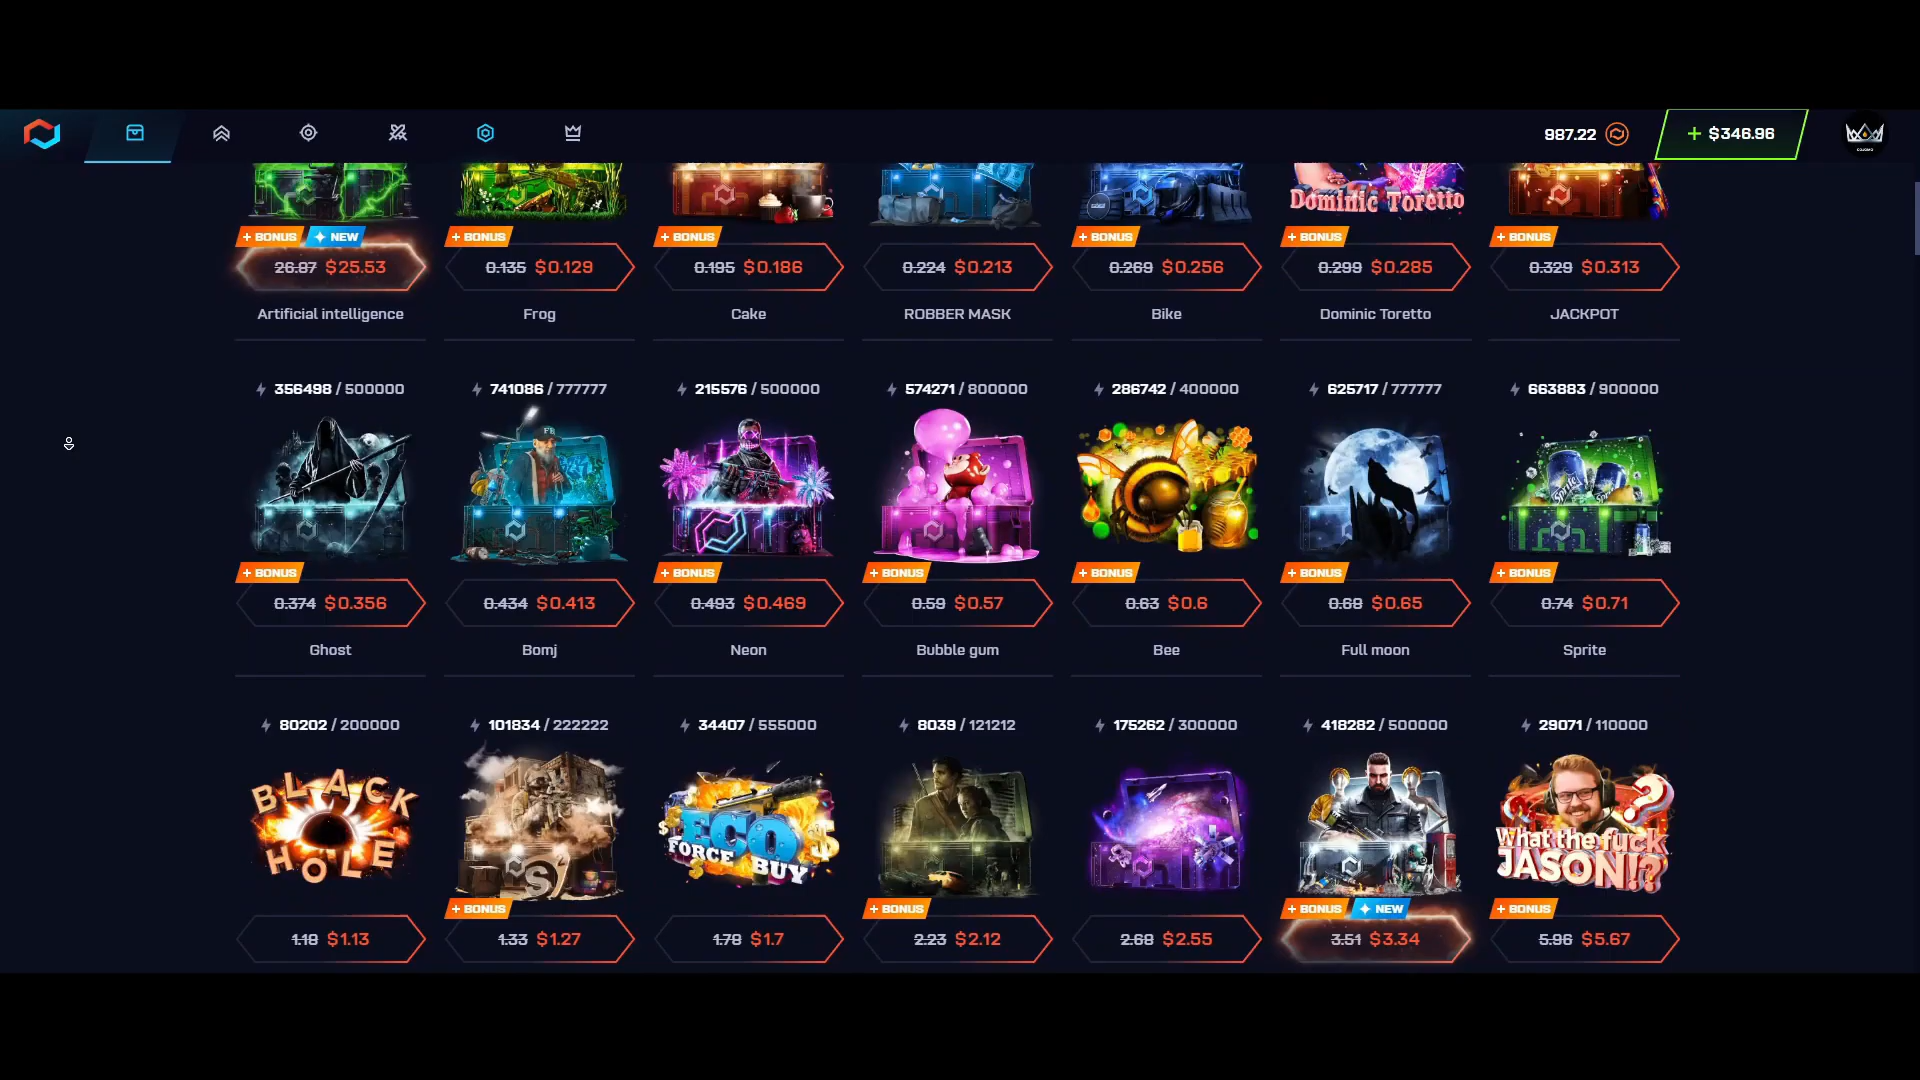 987.22
+ $346.96
Dominic Toretto
+ BONUS NEW
+ BONUS
+ BONUS
+ BONUS
+ BONUS
+ BONUS
26.87 $25.53
0.135 $0.129
0.195 $0.186
0.224 $0.213
0.269 $0.256
0.299 $0.285
0.329 $0.313
Artificial intelligence
Frog
Cake
ROBBER MASK
Bike
Dominic Toretto
JACKPOT
356498 / 500000
741086 / 777777
215576 / 500000
574271 / 800000
286742 / 400000
625717 / 777777
663883 / 900000
Sprite
+ BONUS
+ BONUS
+ BONUS
+ BONUS
+ BONUS
+ BONUS
0.374 $0.356
0.434 $0.413
0.493 $0.469
0.59 $0.57
0.63 $0.6
0.68 $0.65
0.74 $0.71
Ghost
Bomj
Neon
Bubble gum
Bee
Full moon
Sprite
80202 / 200000
101834 / 222222
34407 / 555000
8039 / 121212
175262 / 300000
418282 / 500000
29071 / 110000
BLACK
HOLE
ECO
FORCE BUY
What the fuck
JASON!?
+ BONUS
+ BONUS
+ BONUS NEW
+ BONUS
1.18 $1.13
1.33 $1.27
1.78 $1.7
2.23 $2.12
2.68 $2.55
3.51 $3.34
5.96 $5.67